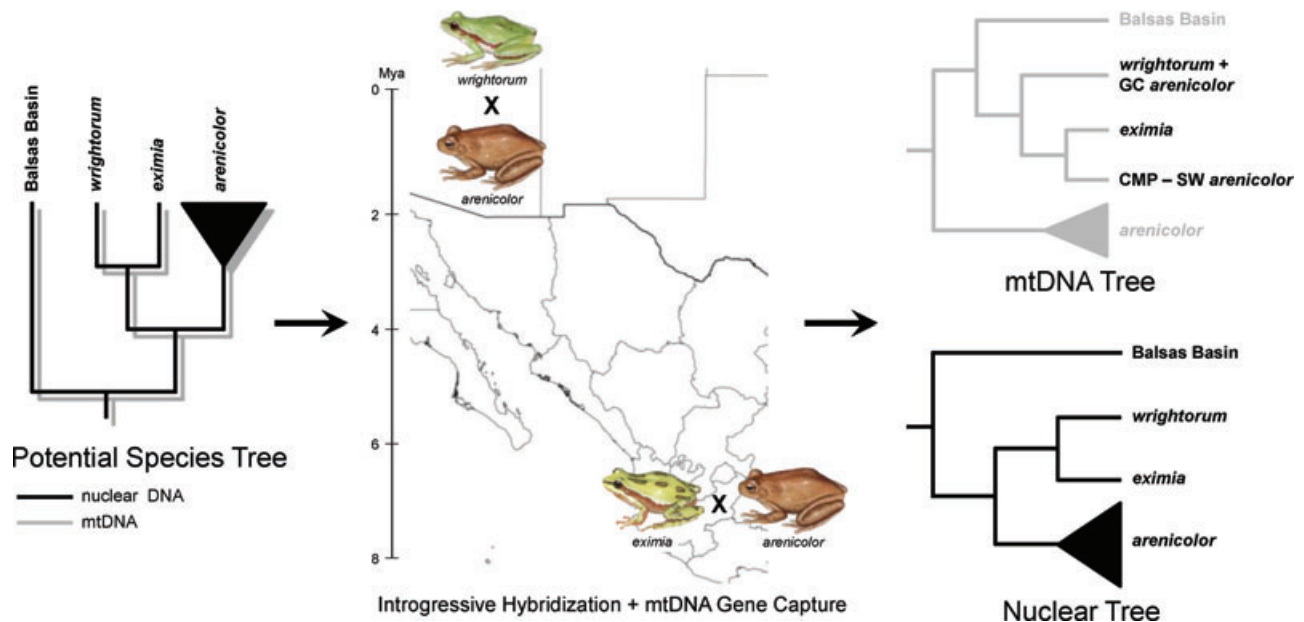 Balsas Basin
wrightorum
eximia
arenicolor
Potential Species Tree
nuclear DNA
mtDNA
Mya
0
2
4
6
8
wrightorum
X
arenicolor
eximia
X
arenicolor
Introgressive Hybridization + mtDNA Gene Capture
Balsas Basin
wrightorum +
GC arenicolor
eximia
CMP – SW arenicolor
arenicolor
mtDNA Tree
Balsas Basin
wrightorum
eximia
arenicolor
Nuclear Tree